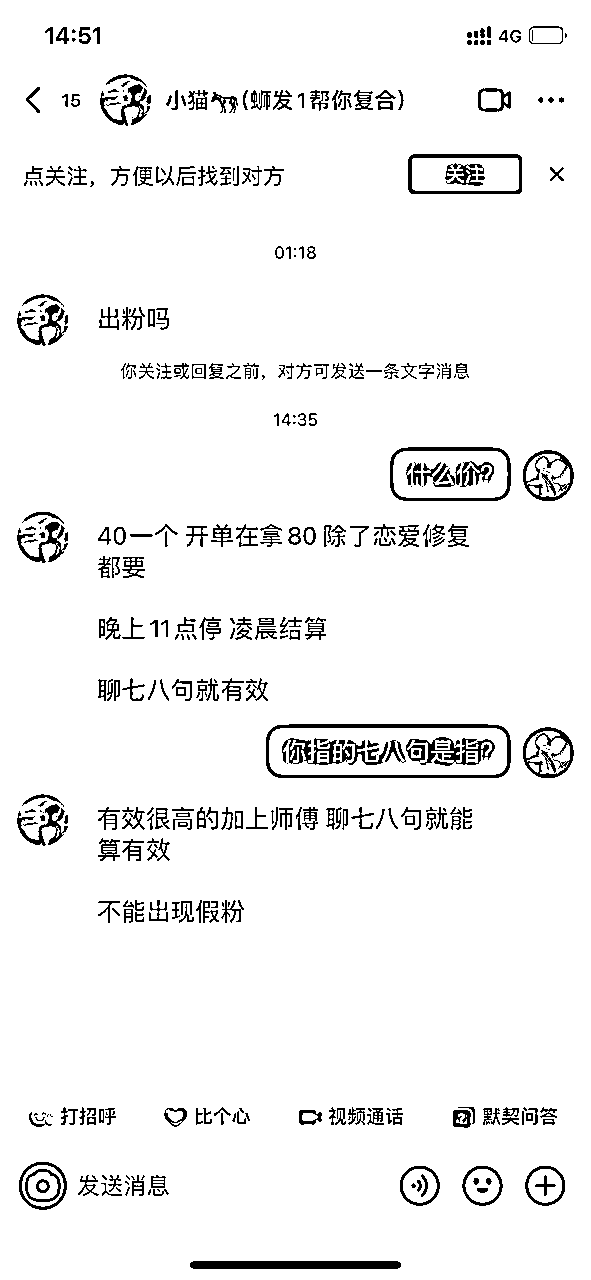 14:51
4G
15
小猫🐅(蛳发1帮你复合)
点关注，方便以后找到对方
关注
01:18
出粉吗
你关注或回复之前，对方可发送一条文字消息
14:35
什么价?
40一个 开单在拿80 除了恋爱修复
都要
晚上11点停 凌晨结算
聊七八句就有效
你指的七八句是指?
有效很高的加上师傅 聊七八句就能
算有效
不能出现假粉
打招呼
比个心
视频通话
默契问答
发送消息